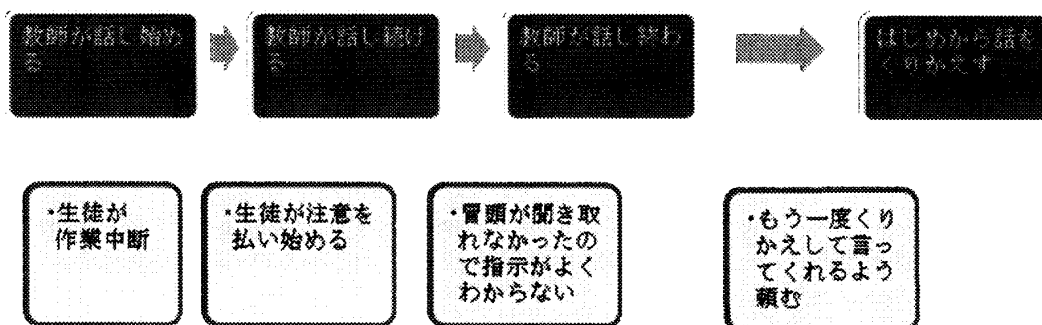 教師が話し始め
る
教師が話し続け
る
教師が話し終わ
る
はじめから話を
くりかえす
・生徒が
作業中断
・生徒が注意を
払い始める
・冒頭が聞き取
れなかったの
で指示がよく
わからない
・もう一度くり
かえして言っ
てくれるよう
頼む